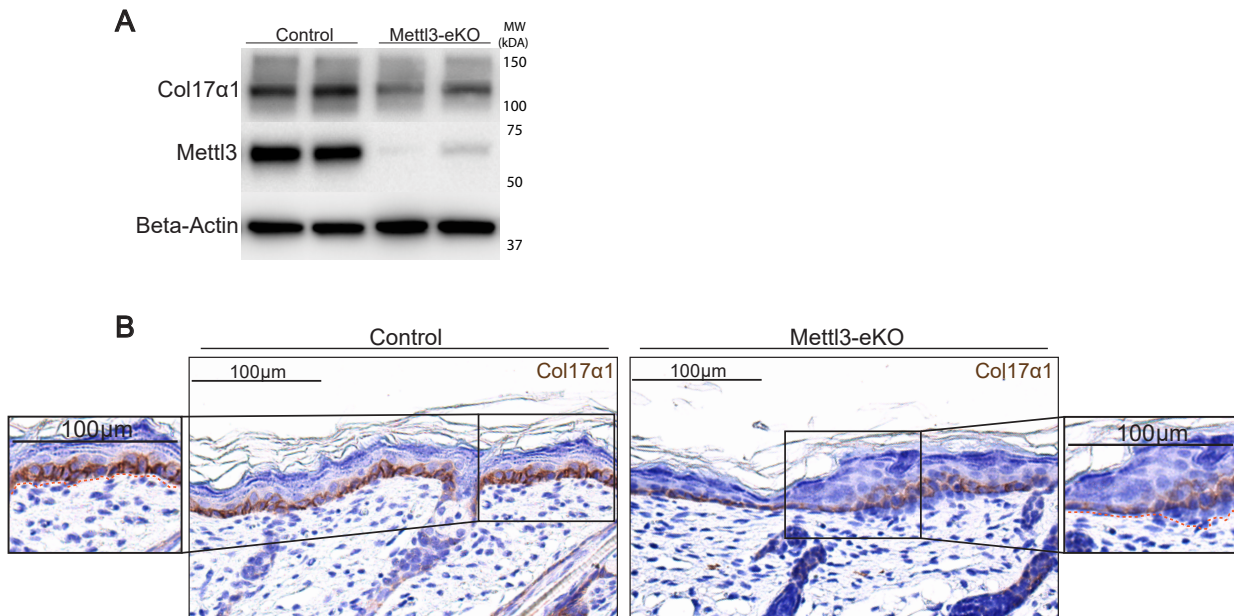 A
Control Mettl3-eKO MW
(kDA)
150
Col17α1
100
75
Mettl3
50
Beta-Actin
37
B
Control Mettl3-eKO
100µm Col17α1 100µm Col17α1
100µm 100µm